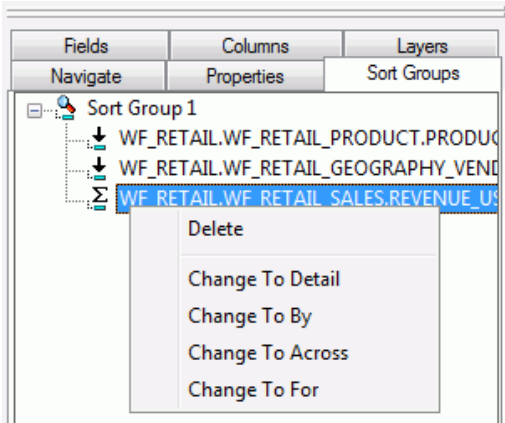 Fields Columns Layers
Navigate Properties Sort Groups
Sort Group 1
WF_RETAIL.WF_RETAIL_PRODUCT.PRODUC
WF_RETAIL.WF_RETAIL_GEOGRAPHY_VEND
WF_RETAIL.WF_RETAIL_SALES.REVENUE_US
Delete
Change To Detail
Change To By
Change To Across
Change To For